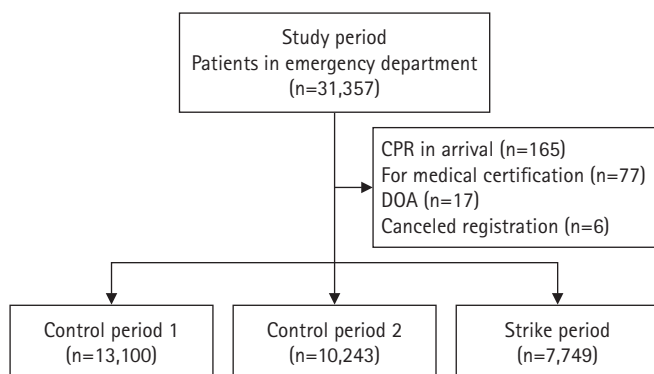 Study period
Patients in emergency department
(n=31,357)
CPR in arrival (n=165)
For medical certification (n=77)
DOA (n=17)
Canceled registration (n=6)
Control period 1
(n=13,100)
Control period 2
(n=10,243)
Strike period
(n=7,749)